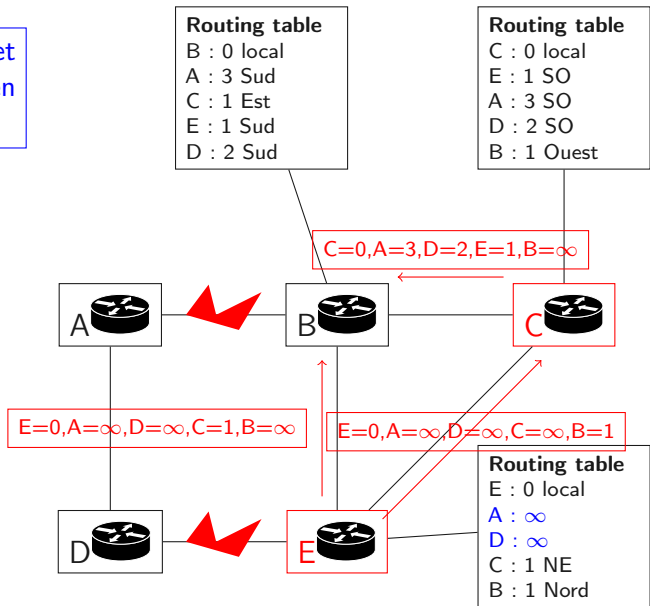 et
en
Routing table
B : 0 local
A : 3 Sud
C : 1 Est
E : 1 Sud
D : 2 Sud
Routing table
C : 0 local
E : 1 SO
A : 3 SO
D : 2 SO
B : 1 Ouest
C=0,A=3,D=2,E=1,B=∞
A
B
C
E=0,A=∞,D=∞,C=1,B=∞
E=0,A=∞,D=∞,C=∞,B=1
D
E
Routing table
E : 0 local
A : ∞
D : ∞
C : 1 NE
B : 1 Nord